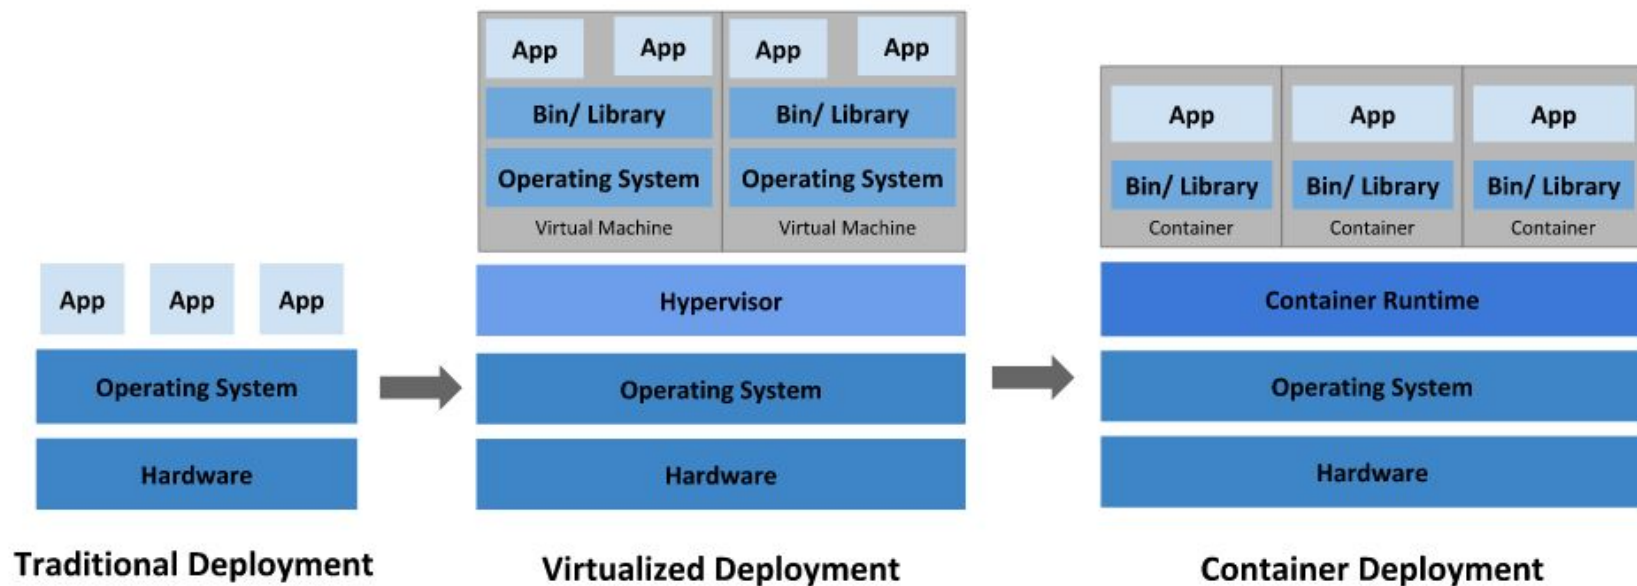 App
App
App
Operating System
Hardware
Traditional Deployment
App
App
Bin/ Library
Operating System
Virtual Machine
App
App
Bin/ Library
Operating System
Virtual Machine
Hypervisor
Operating System
Hardware
Virtualized Deployment
App
Bin/ Library
Container
App
Bin/ Library
Container
App
Bin/ Library
Container
Container Runtime
Operating System
Hardware
Container Deployment